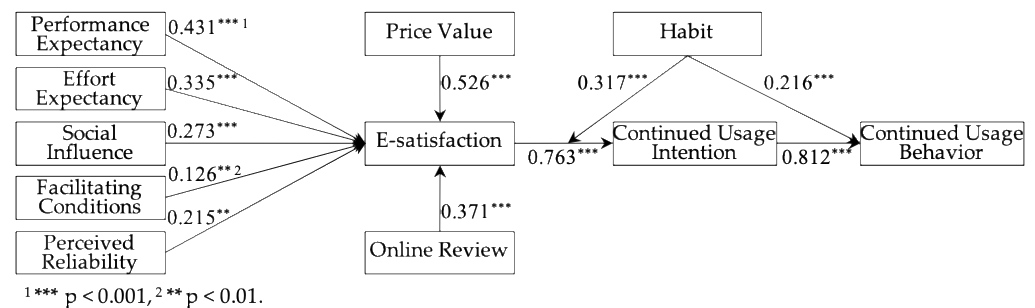 Performance
Expectancy
0.431*** 1
Effort
Expectancy
0.335***
Social
Influence
0.273***
Facilitating
Conditions
0.126** 2
Perceived
Reliability
0.215**
Price Value
0.526***
E-satisfaction
0.371***
Online Review
Habit
0.317***
0.216***
0.763***
Continued Usage
Intention
0.812***
Continued Usage
Behavior
1 *** p < 0.001, 2 ** p < 0.01.